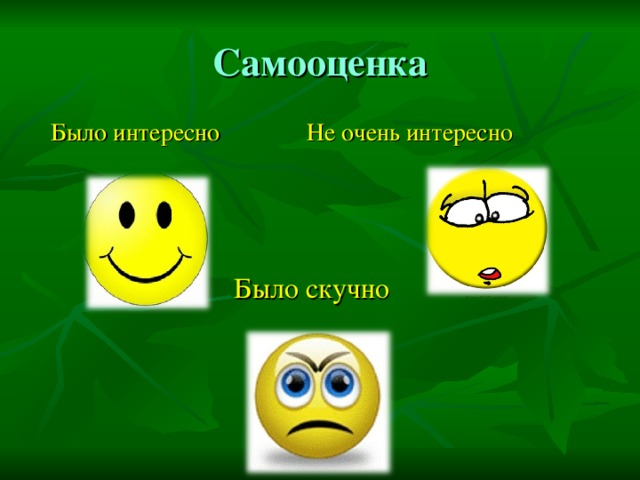 Самооценка
Было интересно
Не очень интересно
Было скучно